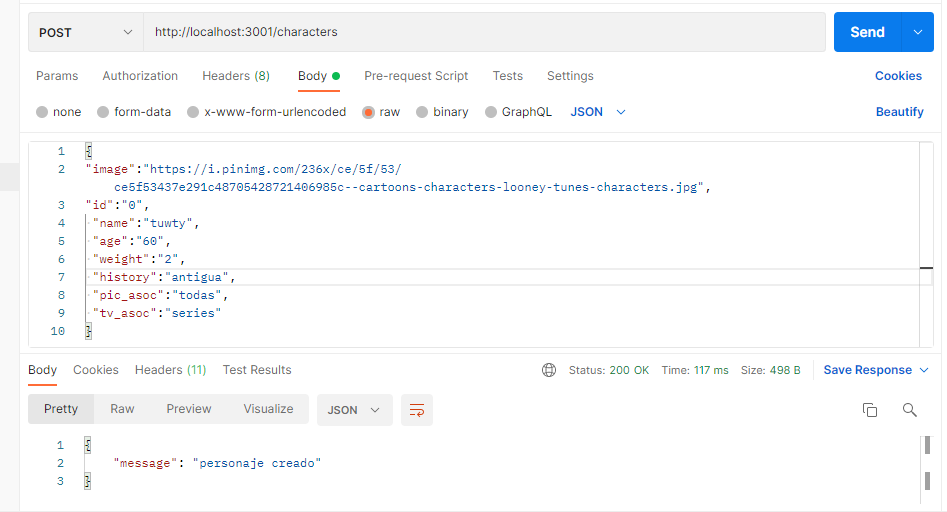 POST http://localhost:3001/characters Send
Params Authorization Headers (8) Body Pre-request Script Tests Settings Cookies
none form-data x-www-form-urlencoded raw binary GraphQL JSON Beautify
1 {
2 "image":"https://i.pinimg.com/236x/ce/5f/53/
ce5f53437e291c48705428721406985c--cartoons-characters-looney-tunes-characters.jpg",
3 "id":"0",
4 "name":"tuwty",
5 "age":"60",
6 "weight":"2",
7 "history":"antigua",
8 "pic_asoc":"todas",
9 "tv_asoc":"series"
10 }
Body Cookies Headers (11) Test Results Status: 200 OK Time: 117 ms Size: 498 B Save Response
Pretty Raw Preview Visualize JSON
1 {
2 "message": "personaje creado"
3 }